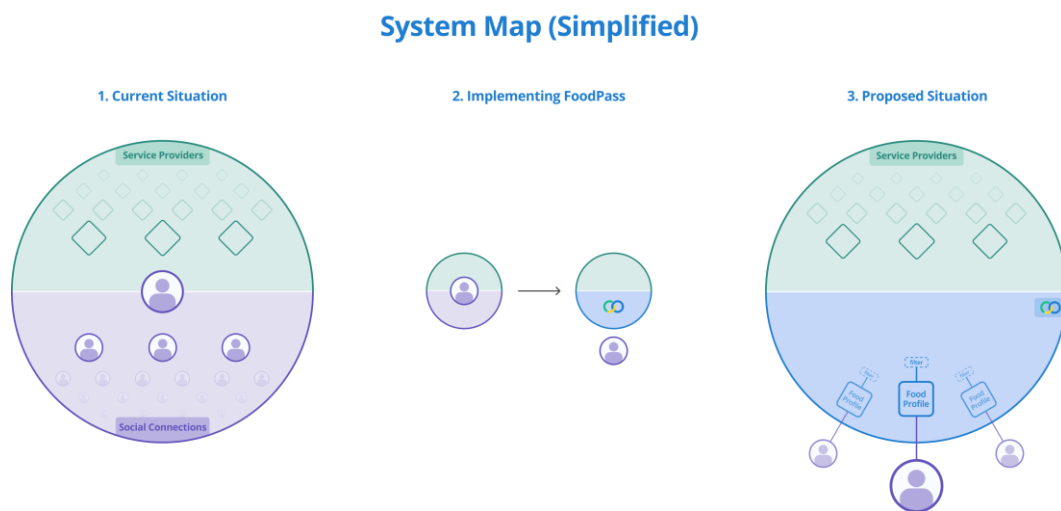 System Map (Simplified)
1. Current Situation
2. Implementing FoodPass
3. Proposed Situation
Service Providers
Social Connections
Service Providers
filter
filter
filter
Food
Profile
Food
Profile
Food
Profile